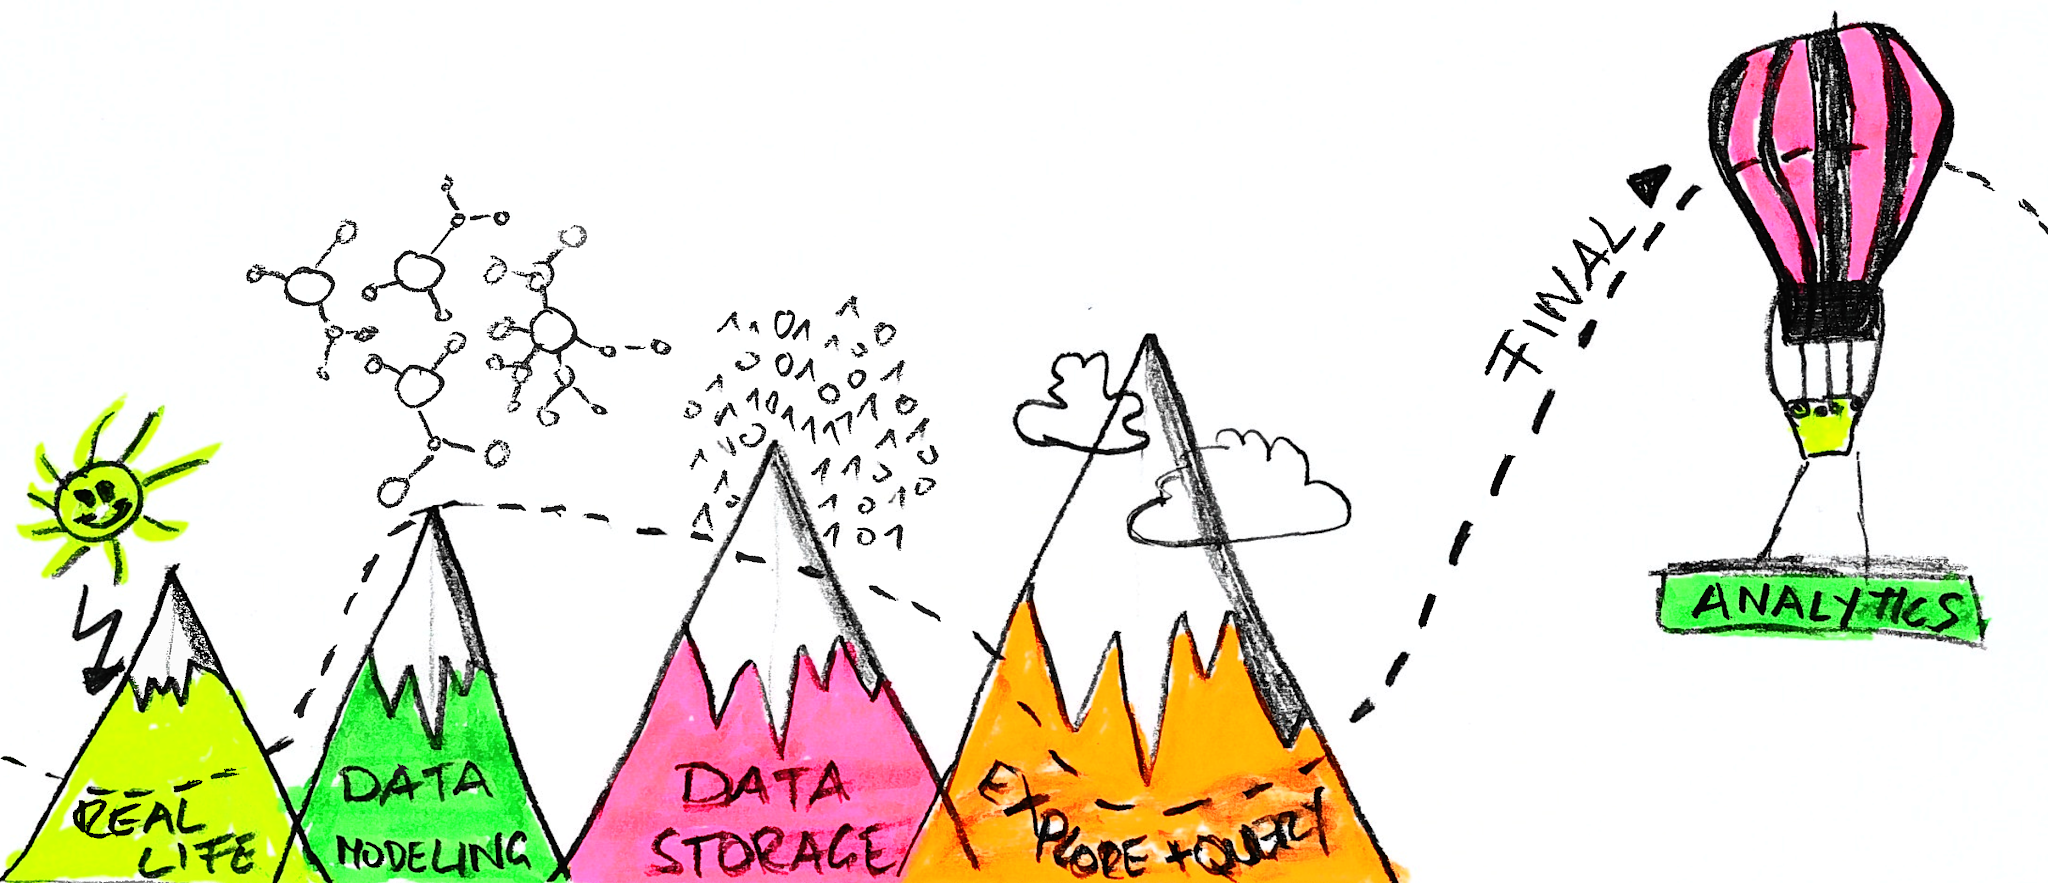 REAL
LIFE
DATA
MODELING
DATA
STORAGE
EXPLORE + QUERY
FINAL
ANALYTICS